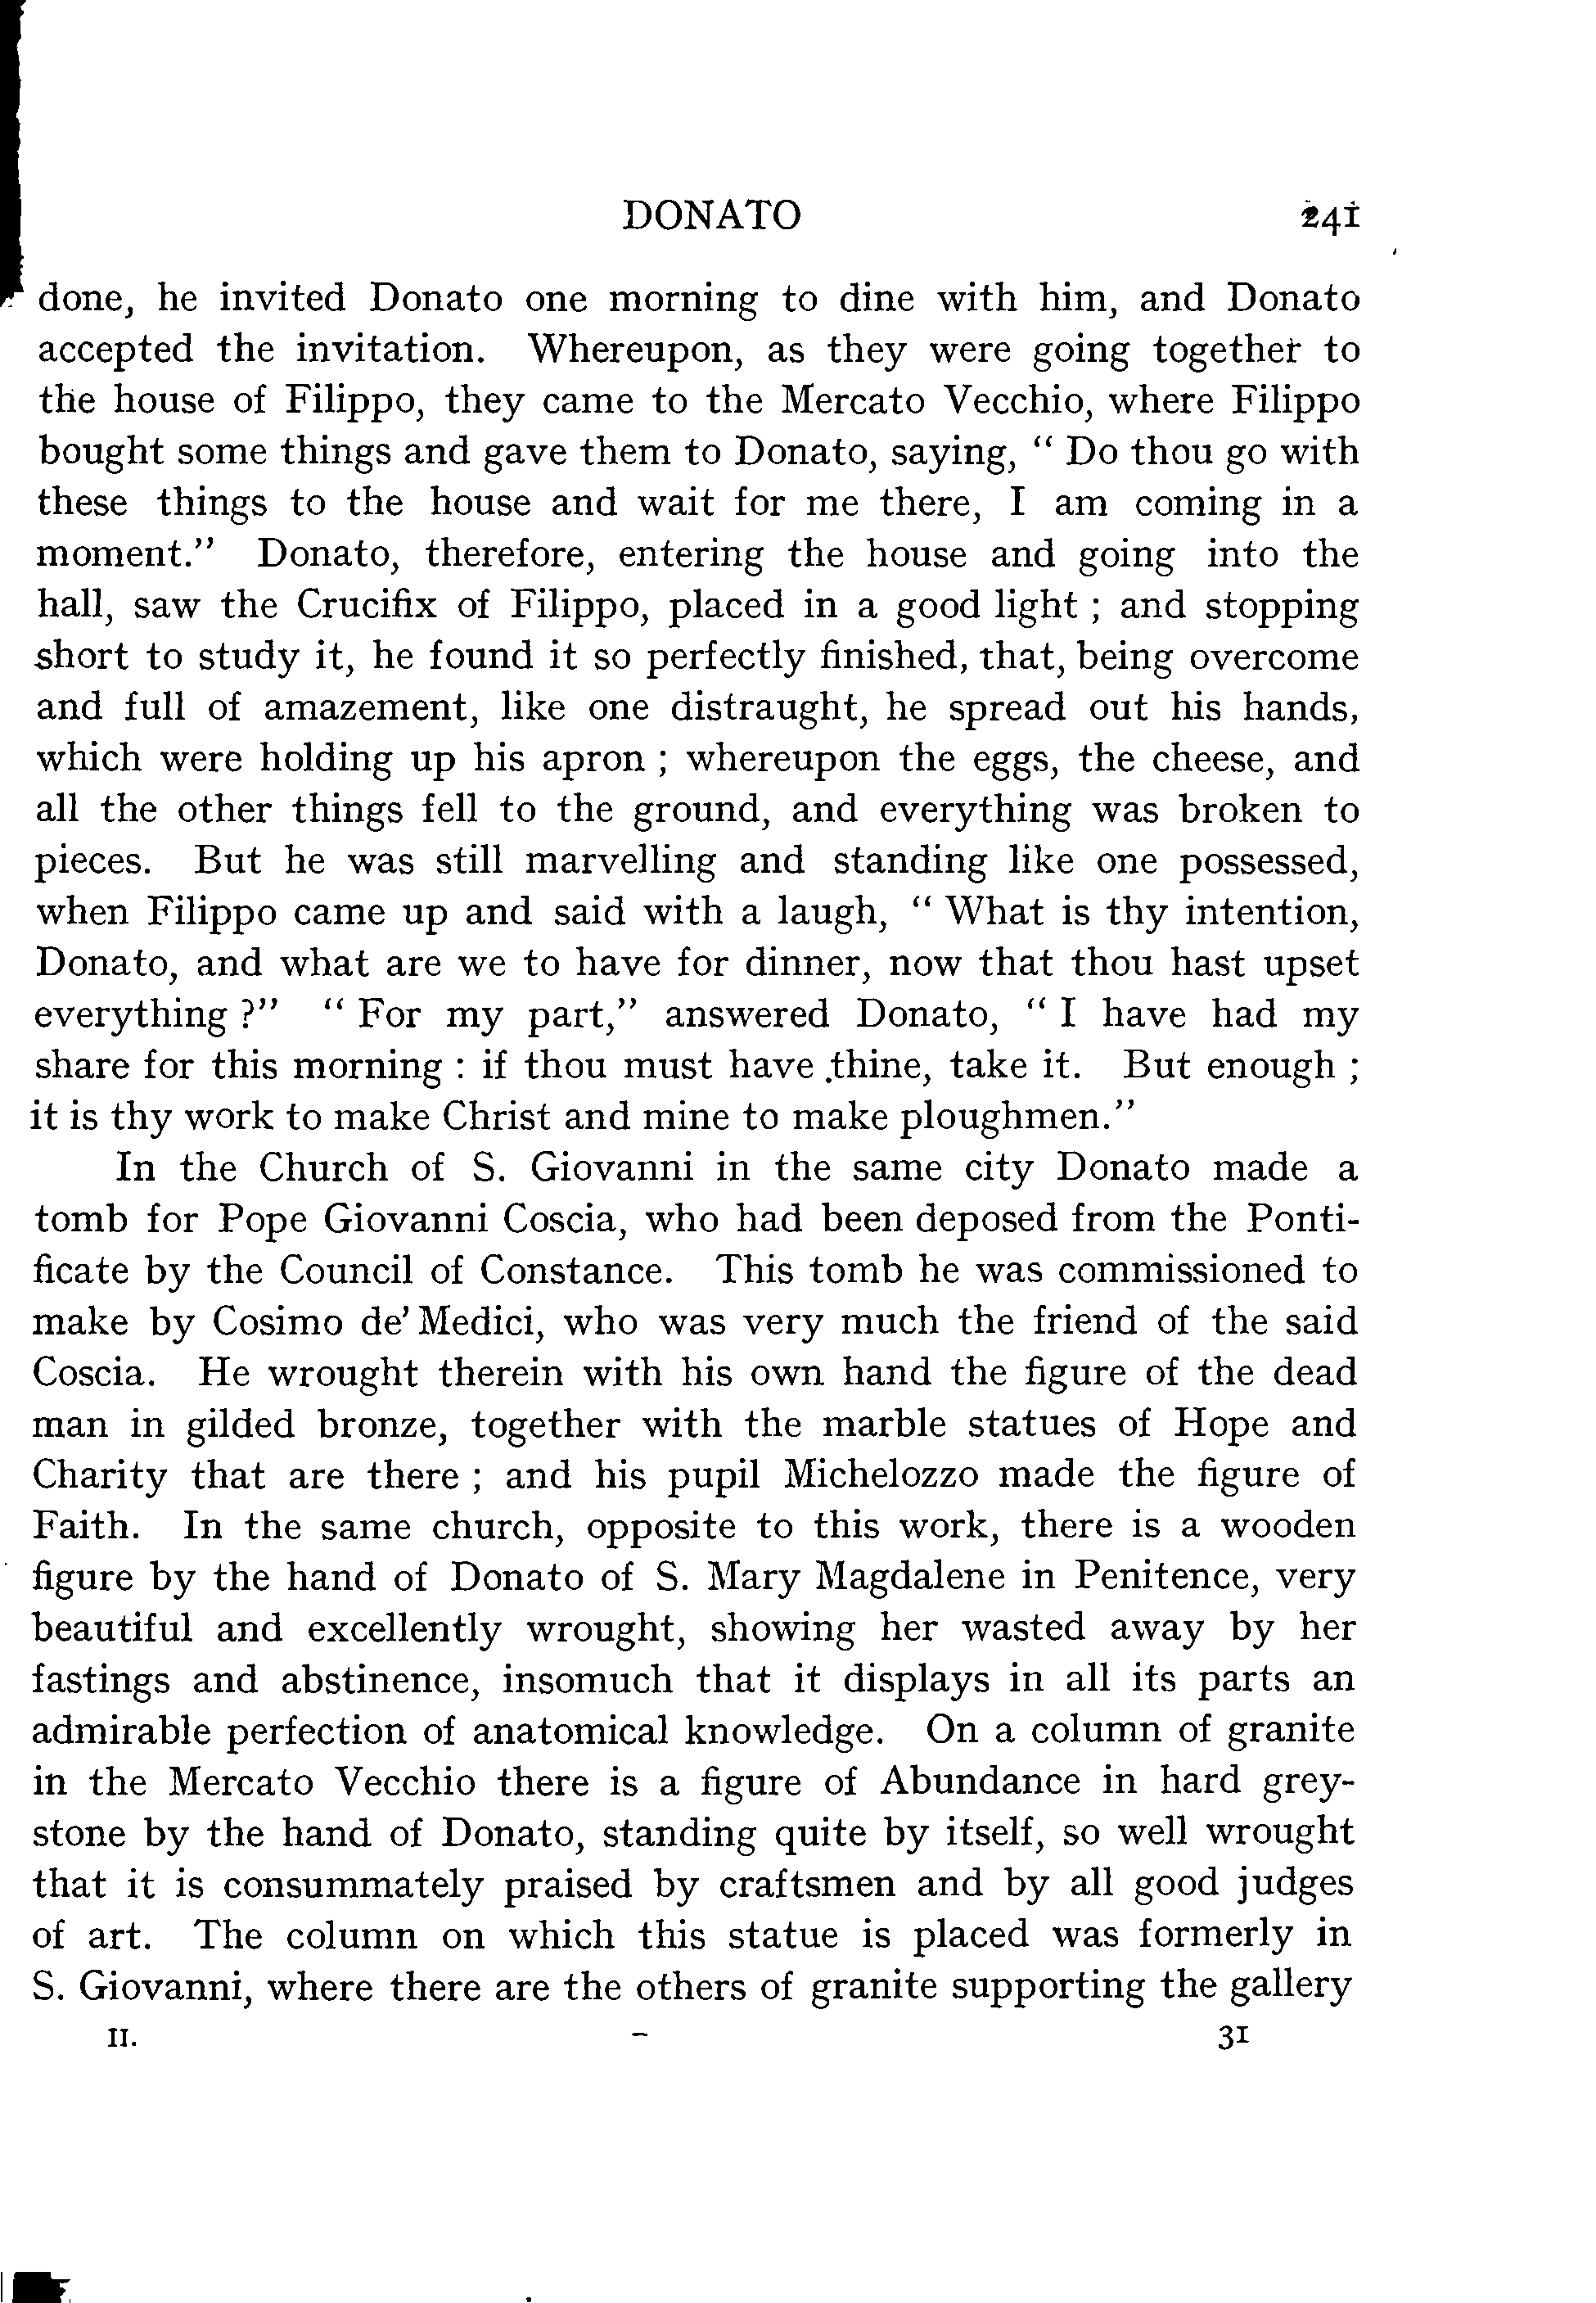 DONATO 241
done, he invited Donato one morning to dine with him, and Donato
accepted the invitation. Whereupon, as they were going together to
the house of Filippo, they came to the Mercato Vecchio, where Filippo
bought some things and gave them to Donato, saying, “ Do thou go with
these things to the house and wait for me there, I am coming in a
moment.” Donato, therefore, entering the house and going into the
hall, saw the Crucifix of Filippo, placed in a good light ; and stopping
short to study it, he found it so perfectly finished, that, being overcome
and full of amazement, like one distraught, he spread out his hands,
which were holding up his apron ; whereupon the eggs, the cheese, and
all the other things fell to the ground, and everything was broken to
pieces. But he was still marvelling and standing like one possessed,
when Filippo came up and said with a laugh, “ What is thy intention,
Donato, and what are we to have for dinner, now that thou hast upset
everything ?” “ For my part,” answered Donato, “ I have had my
share for this morning : if thou must have thine, take it. But enough ;
it is thy work to make Christ and mine to make ploughmen.”
In the Church of S. Giovanni in the same city Donato made a
tomb for Pope Giovanni Coscia, who had been deposed from the Ponti-
ficate by the Council of Constance. This tomb he was commissioned to
make by Cosimo de’ Medici, who was very much the friend of the said
Coscia. He wrought therein with his own hand the figure of the dead
man in gilded bronze, together with the marble statues of Hope and
Charity that are there ; and his pupil Michelozzo made the figure of
Faith. In the same church, opposite to this work, there is a wooden
figure by the hand of Donato of S. Mary Magdalene in Penitence, very
beautiful and excellently wrought, showing her wasted away by her
fastings and abstinence, insomuch that it displays in all its parts an
admirable perfection of anatomical knowledge. On a column of granite
in the Mercato Vecchio there is a figure of Abundance in hard grey-
stone by the hand of Donato, standing quite by itself, so well wrought
that it is consummately praised by craftsmen and by all good judges
of art. The column on which this statue is placed was formerly in
S. Giovanni, where there are the others of granite supporting the gallery
II. 31